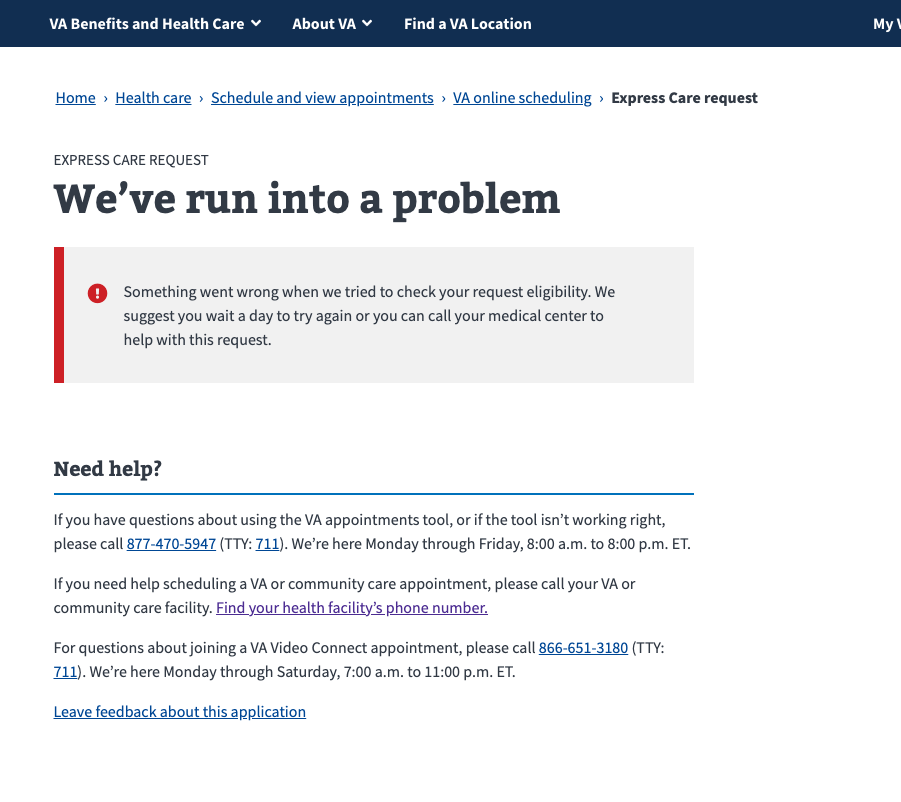 VA Benefits and Health Care About VA Find a VA Location My V
Home › Health care › Schedule and view appointments › VA online scheduling › Express Care request
EXPRESS CARE REQUEST
We’ve run into a problem
Something went wrong when we tried to check your request eligibility. We
suggest you wait a day to try again or you can call your medical center to
help with this request.
Need help?
If you have questions about using the VA appointments tool, or if the tool isn’t working right,
please call 877-470-5947 (TTY: 711). We’re here Monday through Friday, 8:00 a.m. to 8:00 p.m. ET.
If you need help scheduling a VA or community care appointment, please call your VA or
community care facility. Find your health facility’s phone number.
For questions about joining a VA Video Connect appointment, please call 866-651-3180 (TTY:
711). We’re here Monday through Saturday, 7:00 a.m. to 11:00 p.m. ET.
Leave feedback about this application